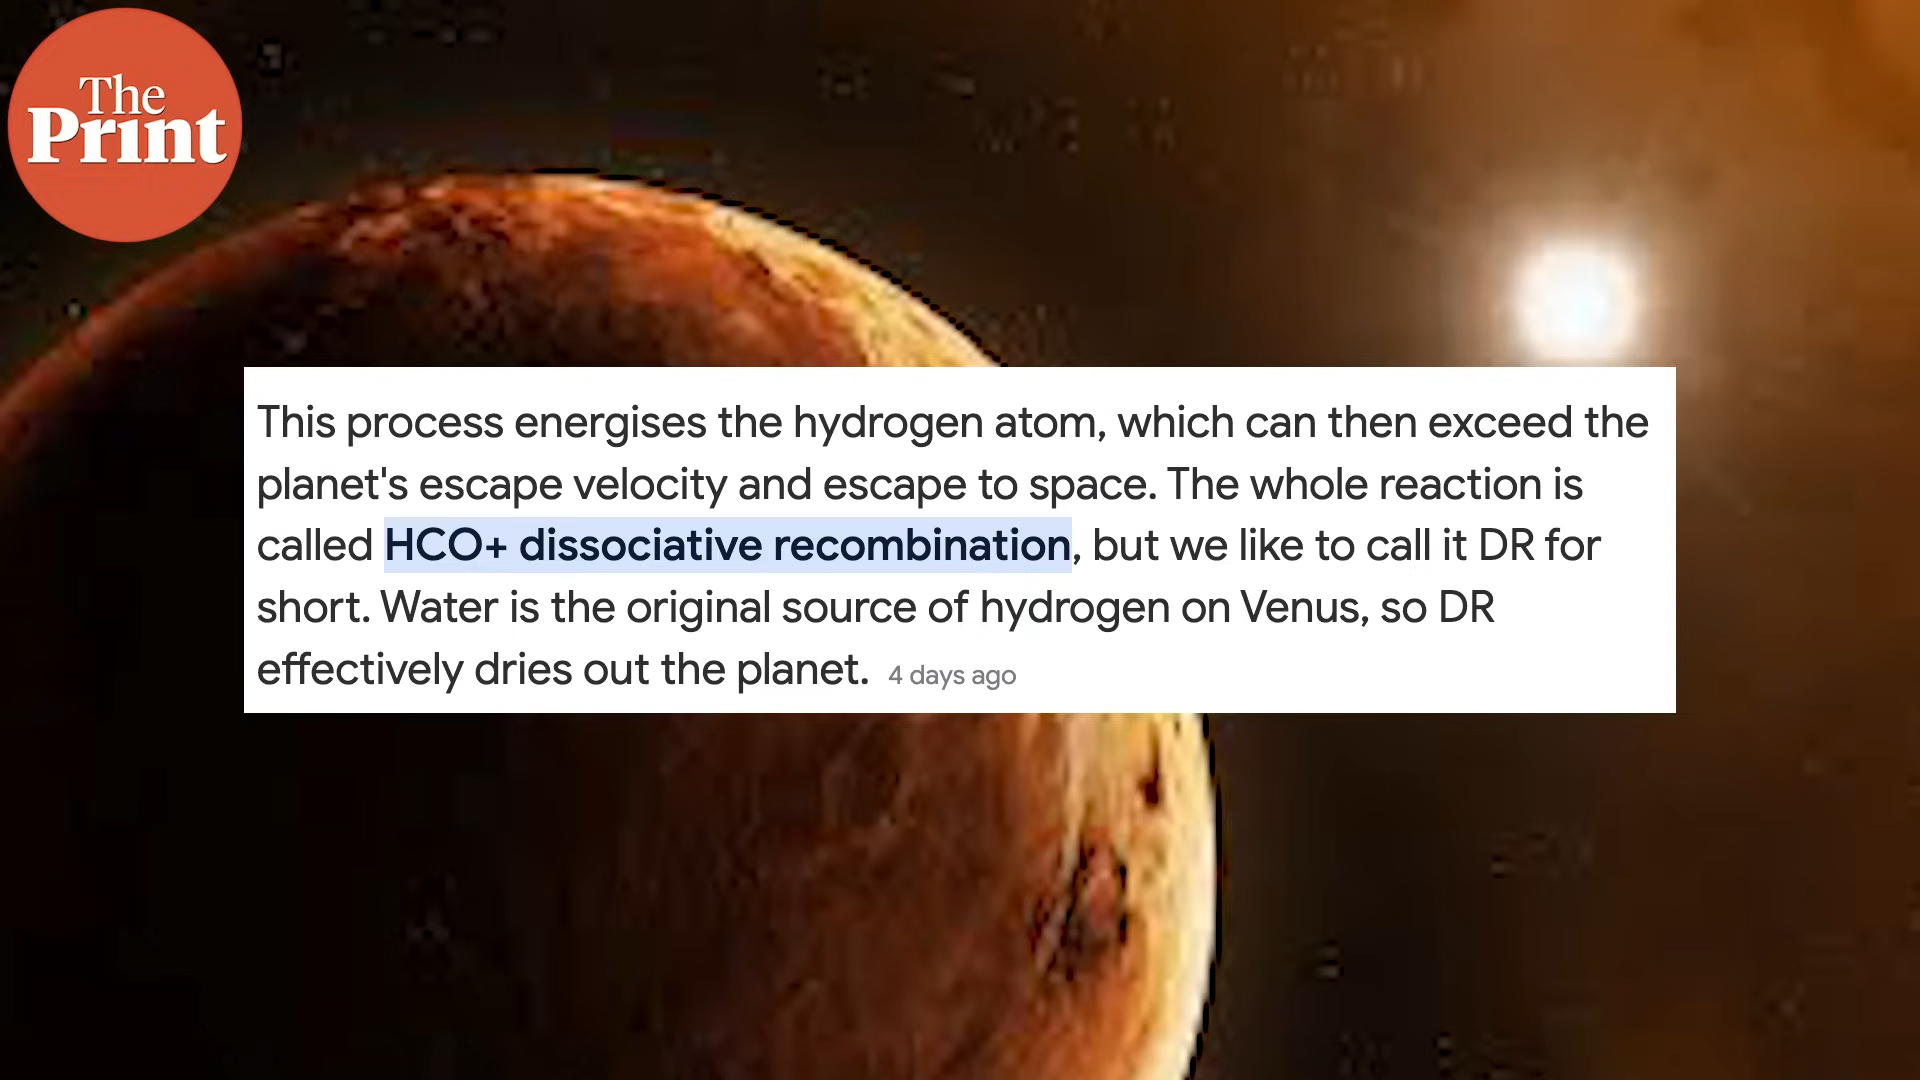 The
Print
This process energises the hydrogen atom, which can then exceed the
planet's escape velocity and escape to space. The whole reaction is
called HCO+ dissociative recombination, but we like to call it DR for
short. Water is the original source of hydrogen on Venus, so DR
effectively dries out the planet. 4 days ago